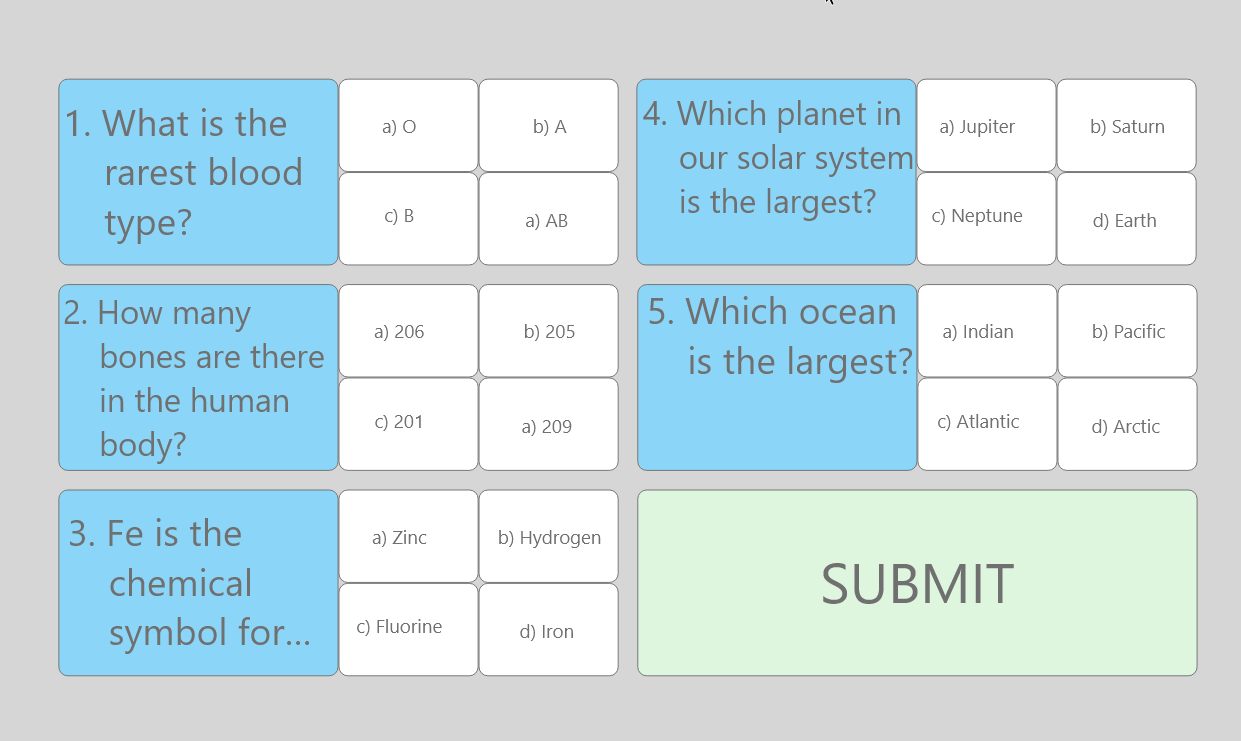 1. What is the
rarest blood
type?
a) O
b) A
c) B
a) AB
2. How many
bones are there
in the human
body?
a) 206
b) 205
c) 201
a) 209
3. Fe is the
chemical
symbol for...
a) Zinc
b) Hydrogen
c) Fluorine
d) Iron
4. Which planet in
our solar system
is the largest?
a) Jupiter
b) Saturn
c) Neptune
d) Earth
5. Which ocean
is the largest?
a) Indian
b) Pacific
c) Atlantic
d) Arctic
SUBMIT